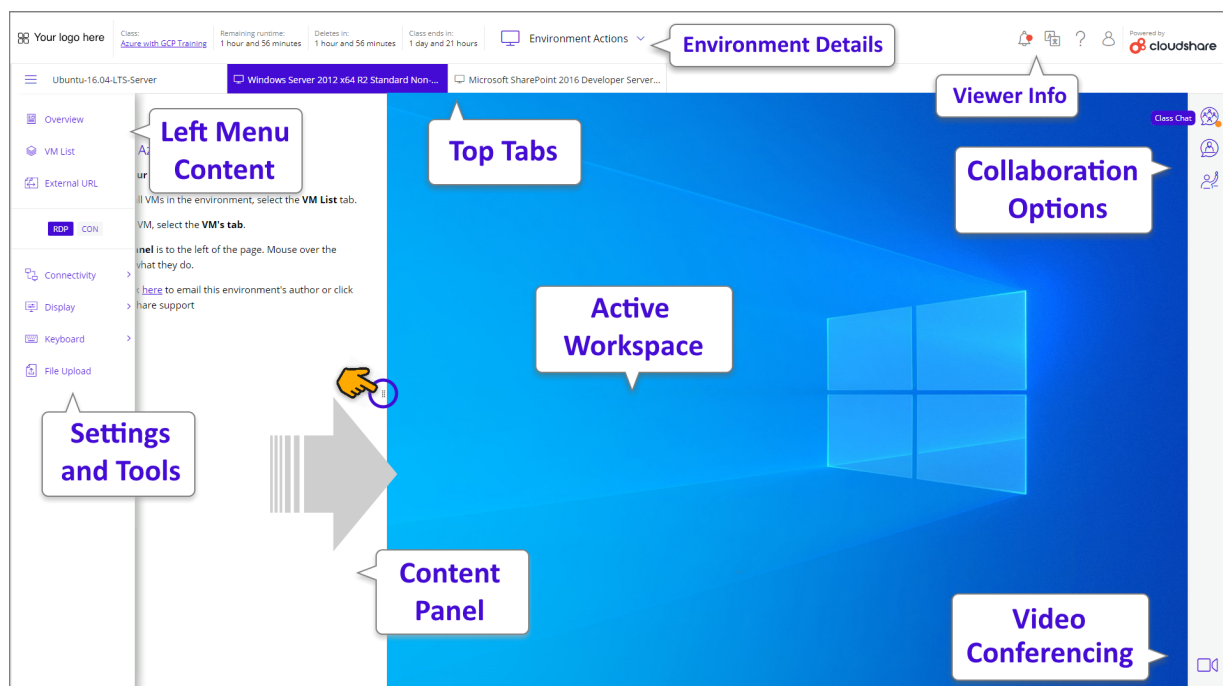 Your logo here
Class:
Azure with GCP Training
Remaining runtime:
1 hour and 56 minutes
Deletes in:
1 hour and 56 minutes
Class ends in:
1 day and 21 hours
Environment Actions
Environment Details
Powered by
cloudshare
Viewer Info
Ubuntu-16.04-LTS-Server
Windows Server 2012 x64 R2 Standard Non-...
Microsoft SharePoint 2016 Developer Server...
Top Tabs
Overview
VM List
External URL
RDP CON
Connectivity
Display
Keyboard
File Upload
Left Menu
Content
Settings
and Tools
Az
ur
ll VMs in the environment, select the VM List tab.
VM, select the VM's tab.
nel is to the left of the page. Mouse over the
what they do.
here to email this environment's author or click
hare support
Content
Panel
Active
Workspace
Class Chat
Collaboration
Options
Video
Conferencing